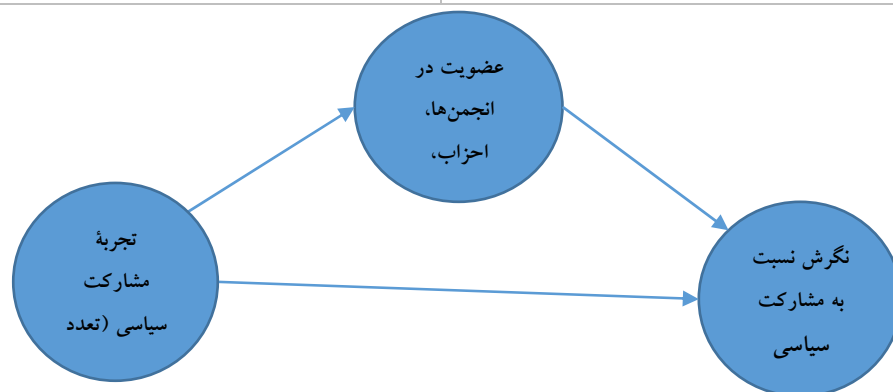 عضویت در
انجمن‌ها،
احزاب،
تجربۀ
مشارکت
سیاسی (تعدد
نگرش نسبت
به مشارکت
سیاسی